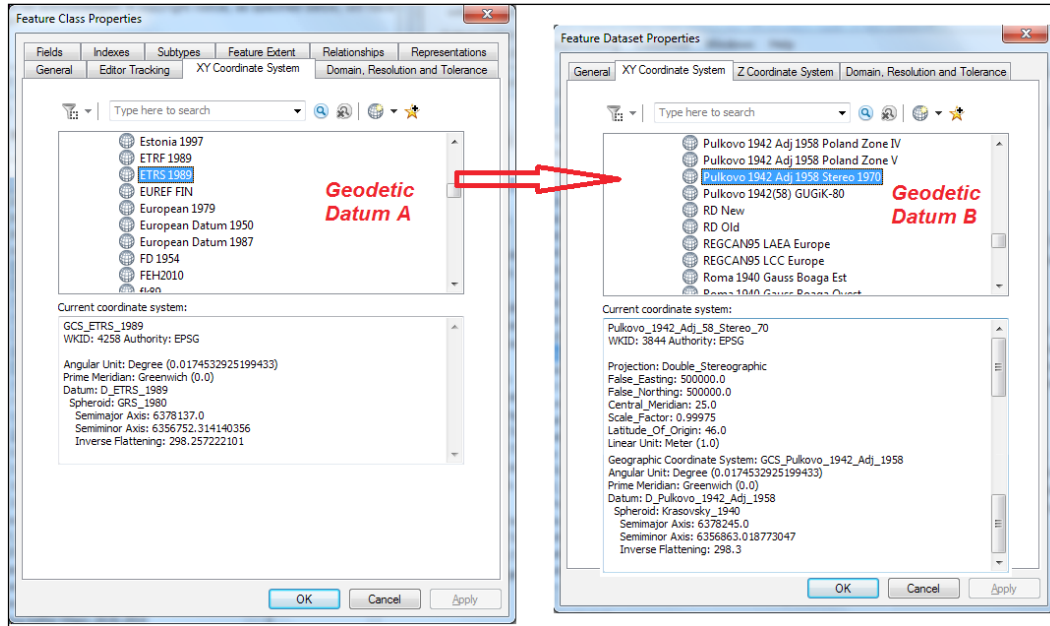 Feature Class Properties
Fields Indexes Subtypes Feature Extent Relationships Representations
General Editor Tracking XY Coordinate System Domain, Resolution and Tolerance
Type here to search
Estonia 1997
ETRF 1989
ETRS 1989
EUREF FIN
European 1979
European Datum 1950
European Datum 1987
FD 1954
FEH2010
fk89
Geodetic
Datum A
Current coordinate system:
GCS_ETRS_1989
WKID: 4258 Authority: EPSG
Angular Unit: Degree (0.0174532925199433)
Prime Meridian: Greenwich (0.0)
Datum: D_ETRS_1989
Spheroid: GRS_1980
Semimajor Axis: 6378137.0
Semiminor Axis: 6356752.314140356
Inverse Flattening: 298.257222101
OK Cancel Apply
Feature Dataset Properties
General XY Coordinate System Z Coordinate System Domain, Resolution and Tolerance
Type here to search
Pulkovo 1942 Adj 1958 Poland Zone IV
Pulkovo 1942 Adj 1958 Poland Zone V
Pulkovo 1942 Adj 1958 Stereo 1970
Pulkovo 1942(58) GUGiK-80
RD New
RD Old
REGCAN95 LAEA Europe
REGCAN95 LCC Europe
Roma 1940 Gauss Boaga Est
Roma 1940 Gauss Boaga Ovest
Geodetic
Datum B
Current coordinate system:
Pulkovo_1942_Adj_58_Stereo_70
WKID: 3844 Authority: EPSG
Projection: Double_Stereographic
False_Easting: 500000.0
False_Northing: 500000.0
Central_Meridian: 25.0
Scale_Factor: 0.99975
Latitude_Of_Origin: 46.0
Linear Unit: Meter (1.0)
Geographic Coordinate System: GCS_Pulkovo_1942_Adj_1958
Angular Unit: Degree (0.0174532925199433)
Prime Meridian: Greenwich (0.0)
Datum: D_Pulkovo_1942_Adj_1958
Spheroid: Krasovsky_1940
Semimajor Axis: 6378245.0
Semiminor Axis: 6356863.018773047
Inverse Flattening: 298.3
OK Cancel Apply